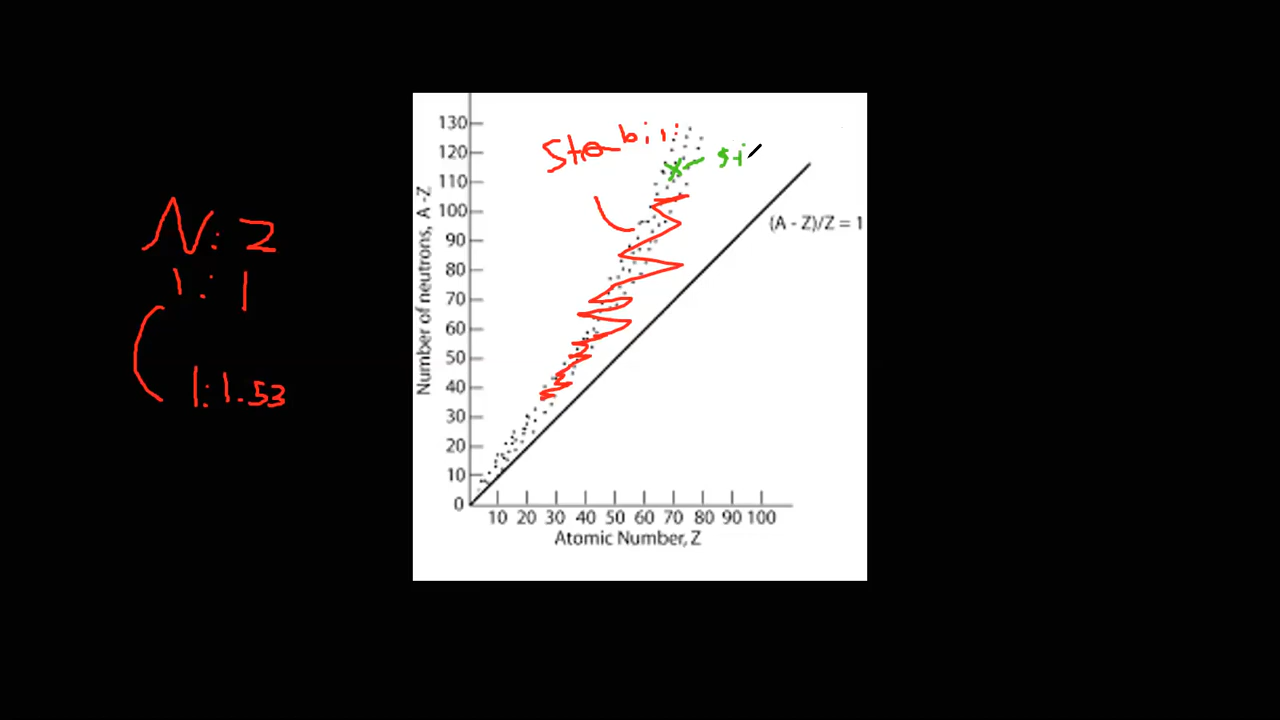 N:Z
1:1
1:1.53
130
120
110
100
90
80
70
60
50
40
30
20
10
0
Number of neutrons, A -Z
Stabili
st
(A - Z)/Z = 1
10 20 30 40 50 60 70 80 90 100
Atomic Number, Z